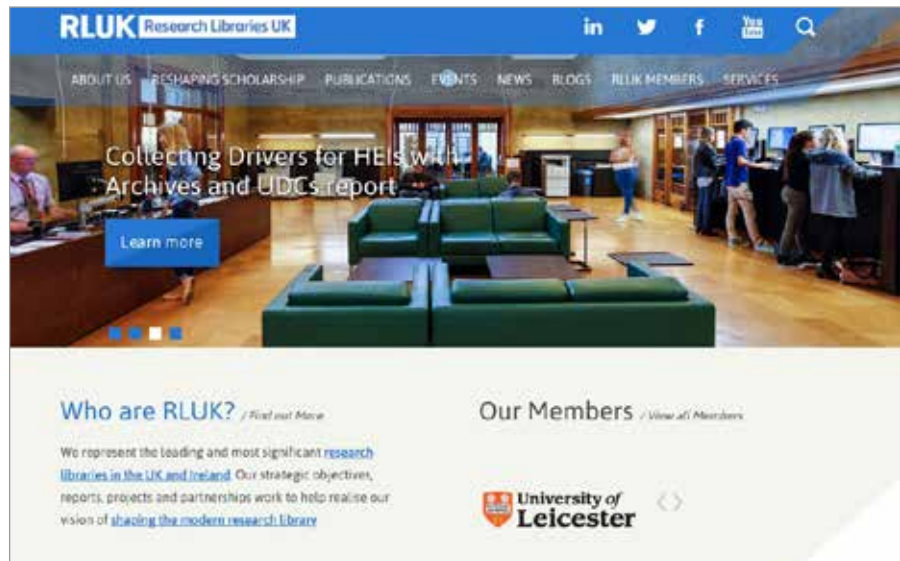 RLUK Research Libraries UK
in f You Tube
ABOUT US RESHAPING SCHOLARSHIP PUBLICATIONS EVENTS NEWS BLOGS RLUK MEMBERS SERVICES
Collecting Drivers for HEIs with
Archives and UDCs report
Learn more
Who are RLUK? / Find out More
We represent the leading and most significant research
libraries in the UK and Ireland. Our strategic objectives,
reports, projects and partnerships work to help realise our
vision of shaping the modern research library
Our Members / View all Members
University of
Leicester